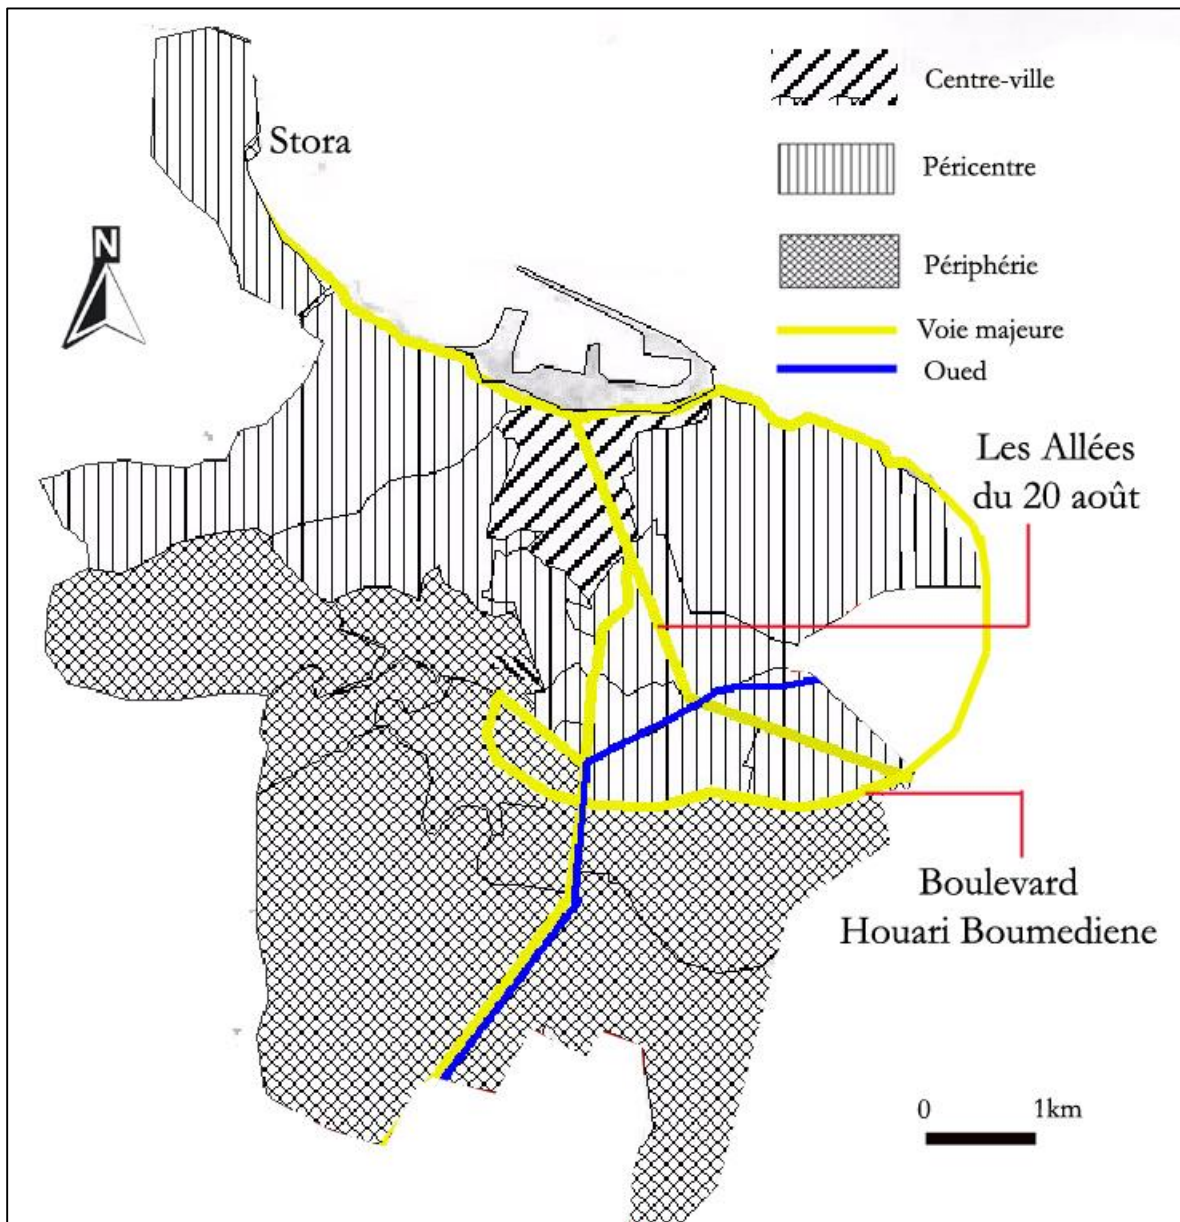 Centre-ville
Stora
Péricentre
N
Périphérie
Voie majeure
Oued
Les Allées
du 20 août
Boulevard
Houari Boumediene
0 1km